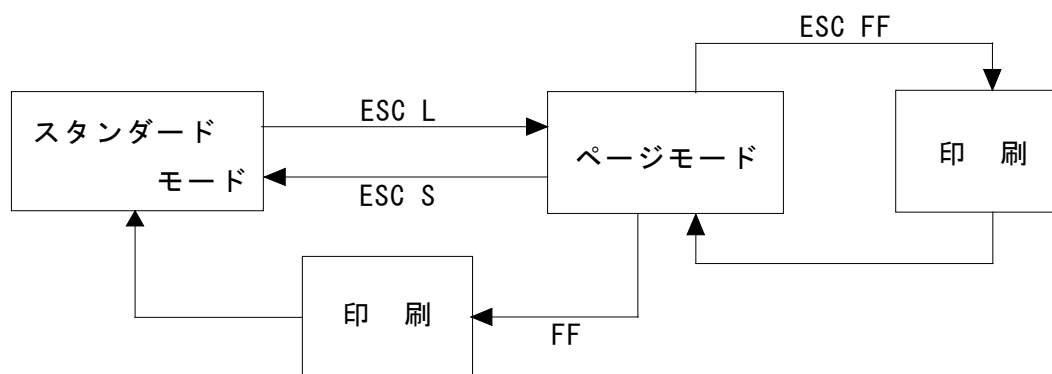 ESC FF
スタンダード
モード
ESC L
ページモード
印 刷
ESC S
印 刷
FF